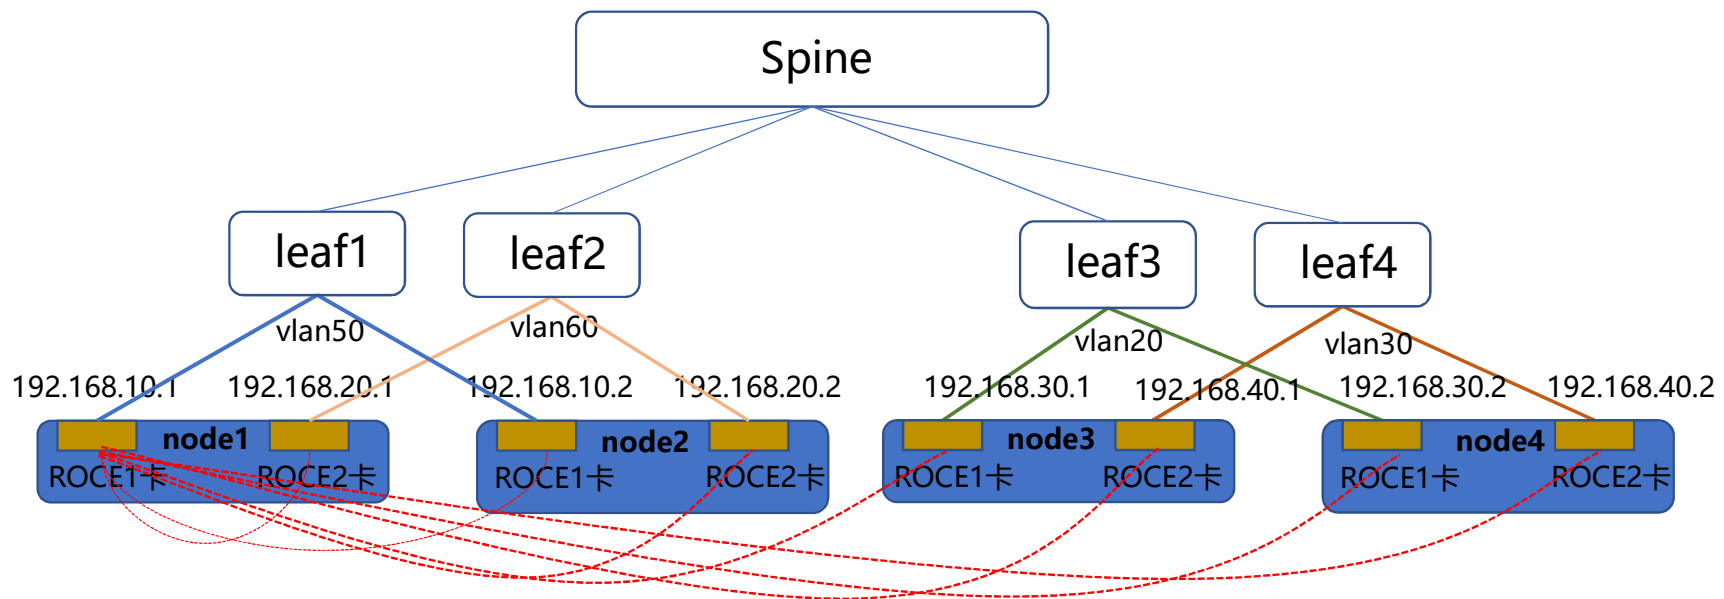 Spine
leaf1
leaf2
leaf3
leaf4
vlan50
vlan60
vlan20
vlan30
192.168.10.1
192.168.20.1
192.168.10.2
192.168.20.2
192.168.30.1
192.168.40.1
192.168.30.2
192.168.40.2
node1
node2
node3
node4
ROCE1卡
ROCE2卡
ROCE1卡
ROCE2卡
ROCE1卡
ROCE2卡
ROCE1卡
ROCE2卡